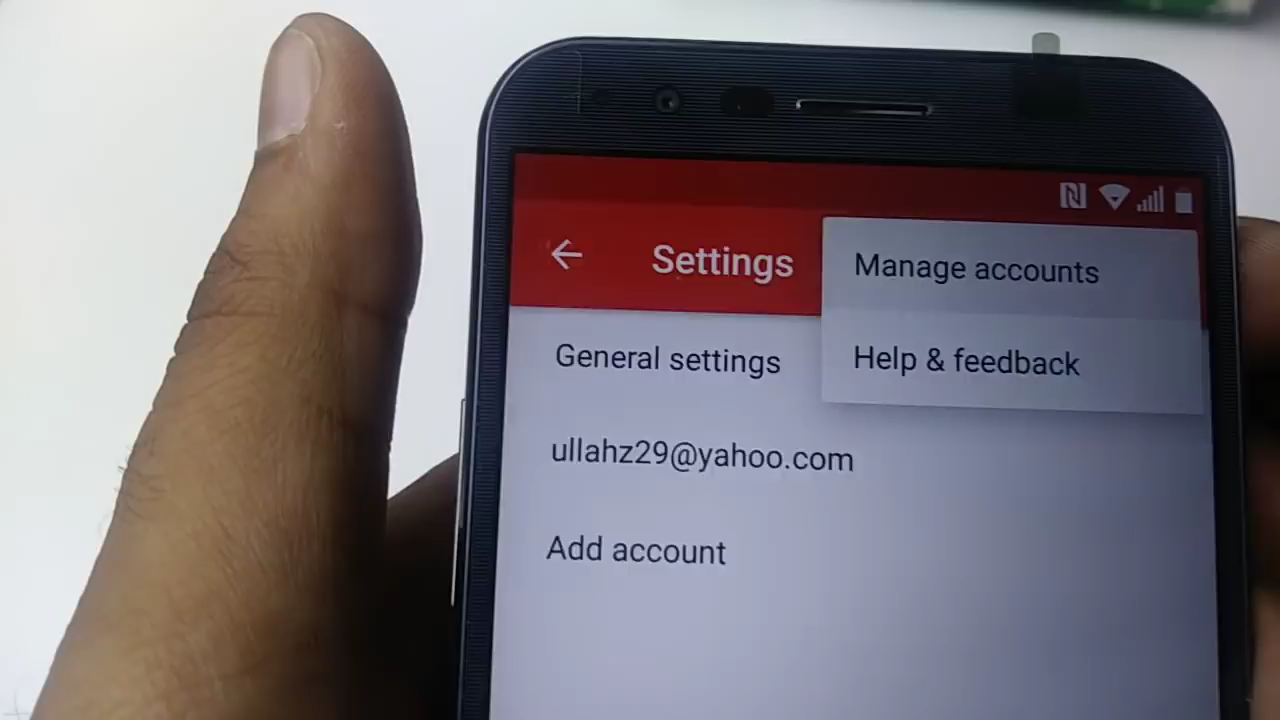 Settings
Manage accounts
Help & feedback
General settings
ullahz29@yahoo.com
Add account